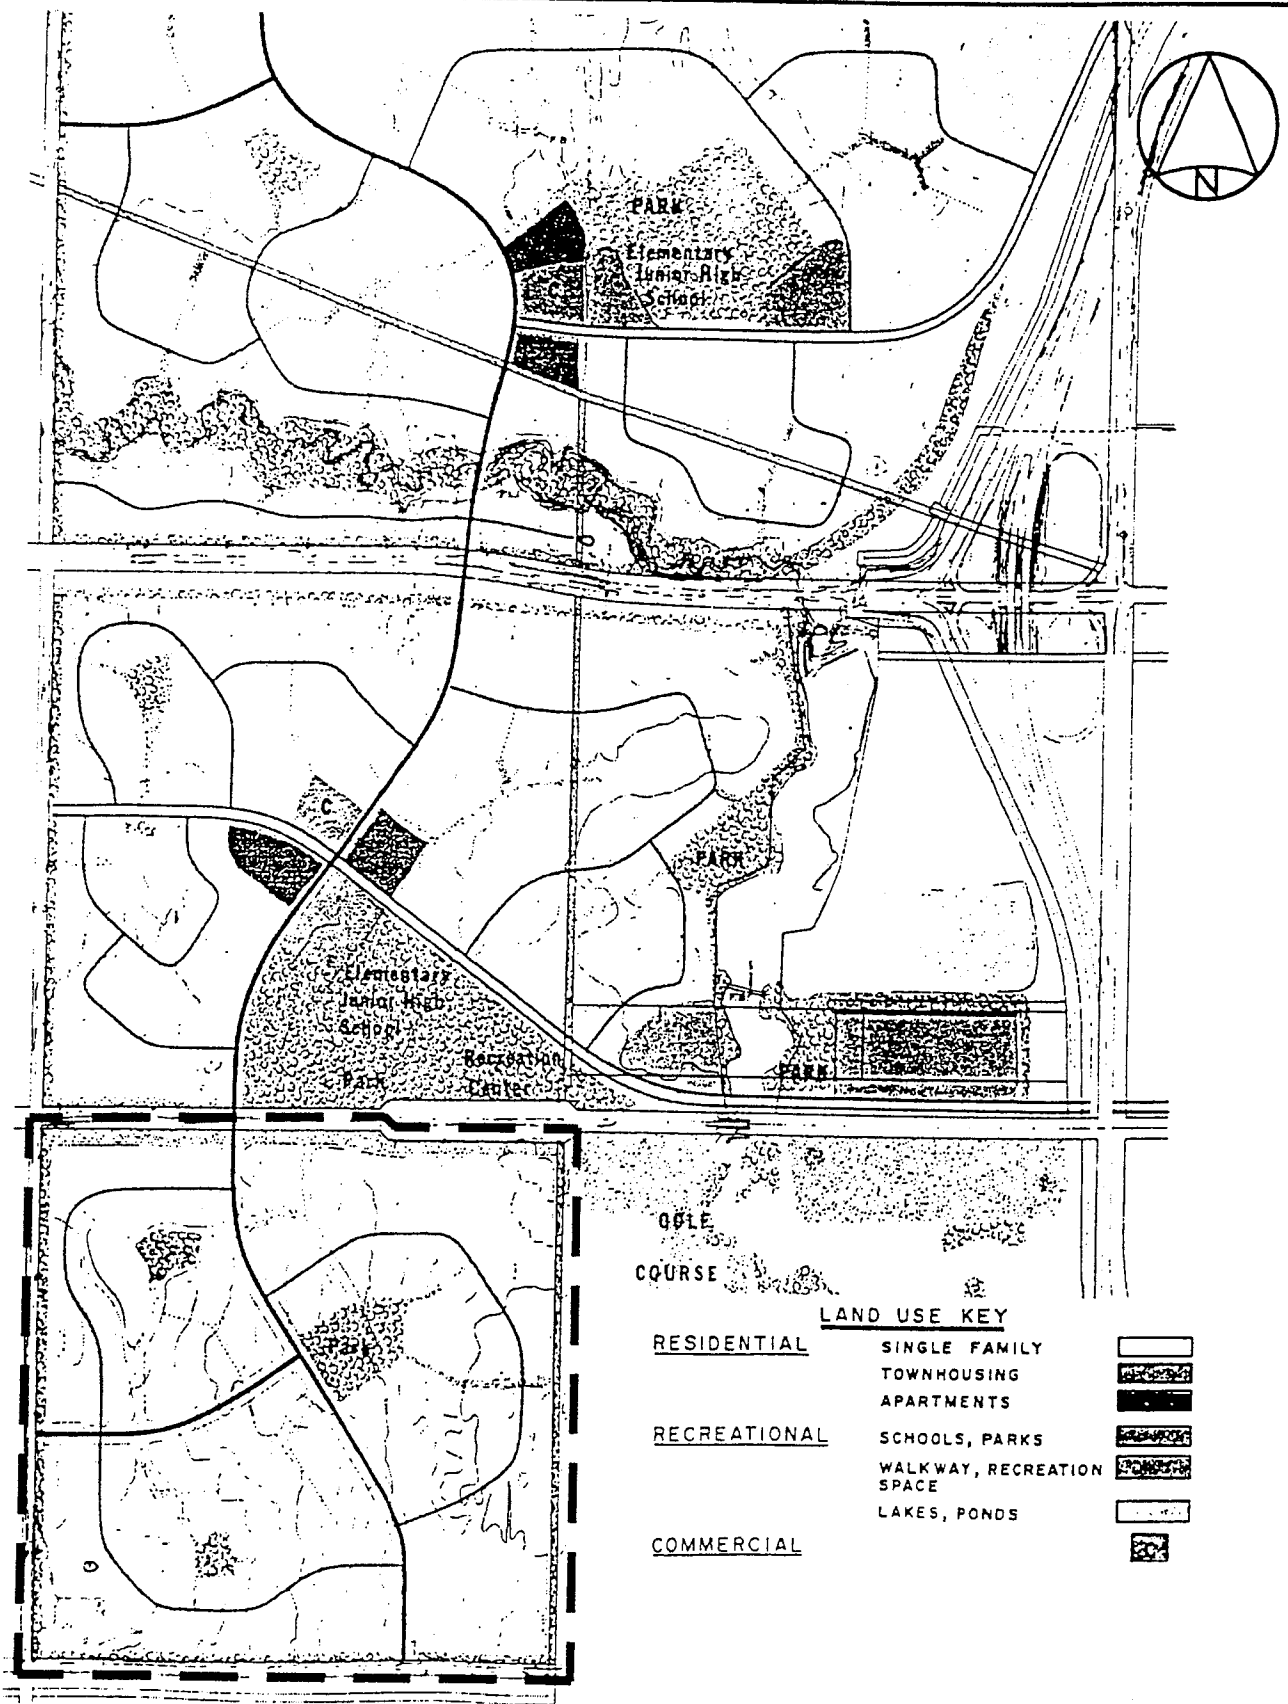 N
PARK
Elementary
Junior High
School
C
C
PARK
Elementary
Junior High
School
Recreation
Center
Park
PARK
GOLF
COURSE
Park
LAND USE KEY
RESIDENTIAL
SINGLE FAMILY
TOWNHOUSING
APARTMENTS
RECREATIONAL
SCHOOLS, PARKS
WALKWAY, RECREATION
SPACE
LAKES, PONDS
COMMERCIAL
C